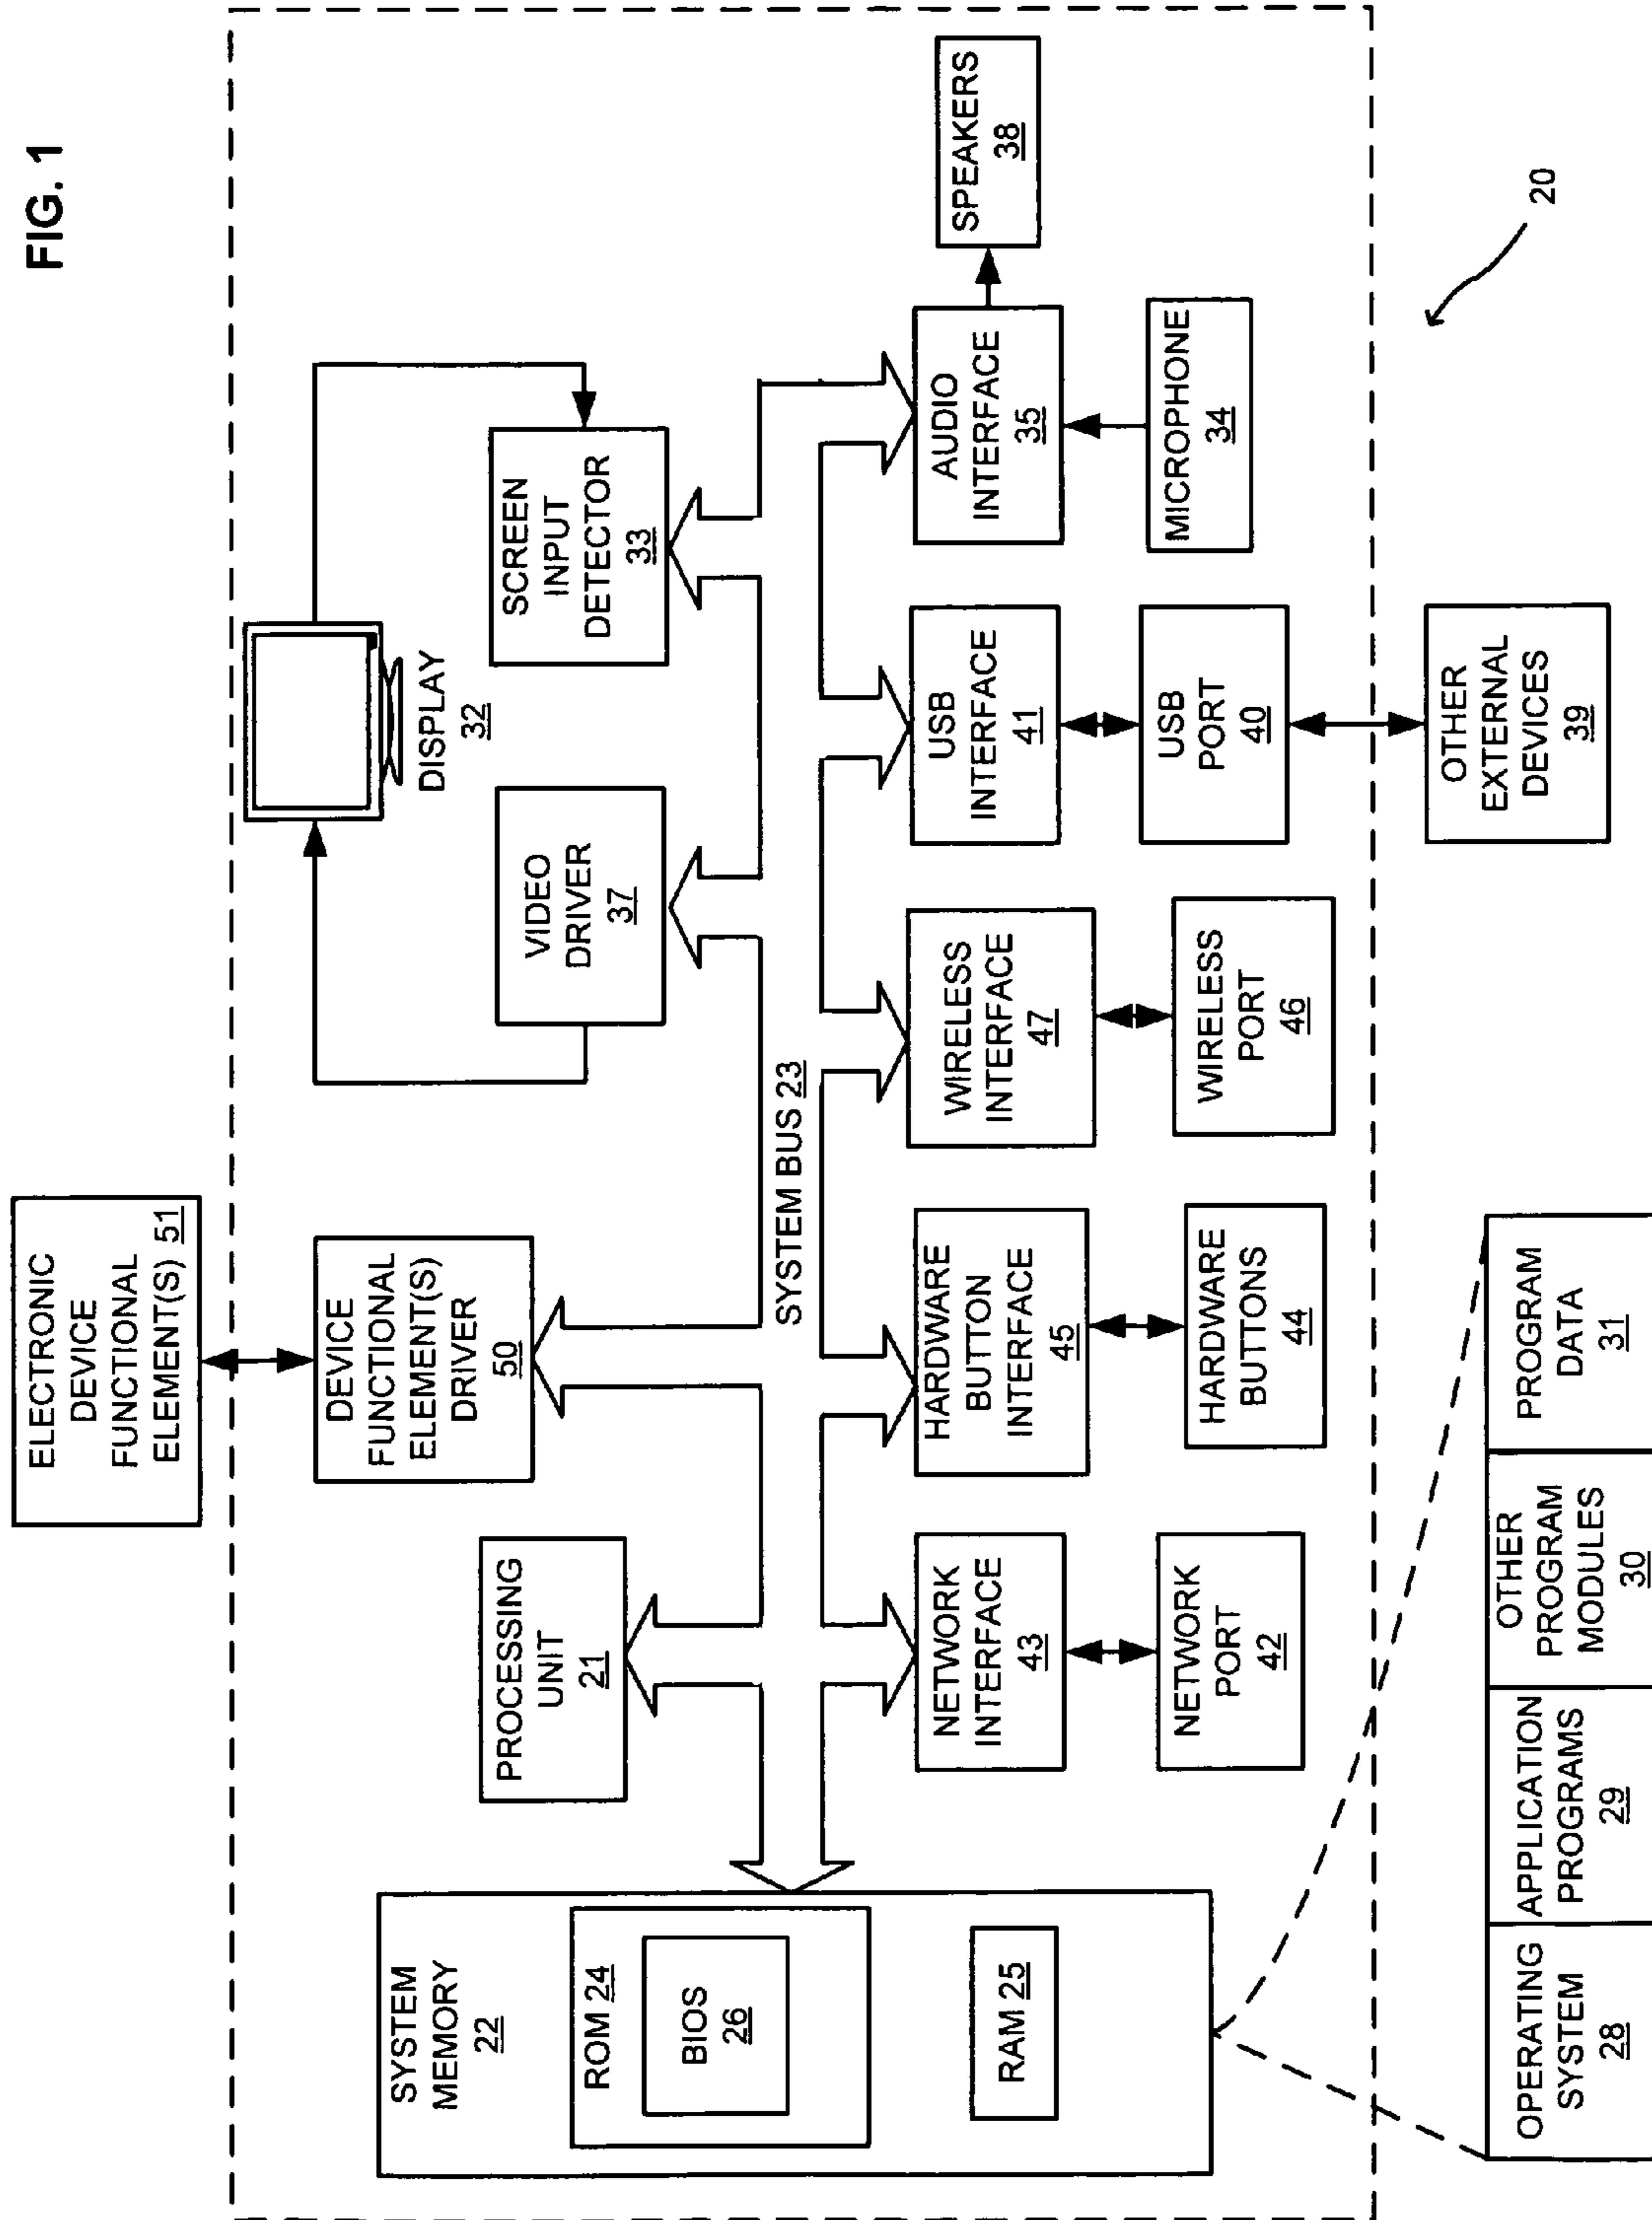 FIG. 1
ELECTRONIC
DEVICE
FUNCTIONAL
ELEMENT(S) 51
DISPLAY
32
DEVICE
FUNCTIONAL
ELEMENT(S)
DRIVER
50
PROCESSING
UNIT
21
VIDEO
DRIVER
37
SCREEN
INPUT
DETECTOR
33
SYSTEM
MEMORY
22
ROM 24
BIOS
26
RAM 25
SYSTEM BUS 23
NETWORK
INTERFACE
43
HARDWARE
BUTTON
INTERFACE
45
WIRELESS
INTERFACE
47
USB
INTERFACE
41
AUDIO
INTERFACE
35
SPEAKERS
38
NETWORK
PORT
42
HARDWARE
BUTTONS
44
WIRELESS
PORT
46
USB
PORT
40
MICROPHONE
34
OTHER
EXTERNAL
DEVICES
39
20
OPERATING
SYSTEM
28
APPLICATION
PROGRAMS
29
OTHER
PROGRAM
MODULES
30
PROGRAM
DATA
31